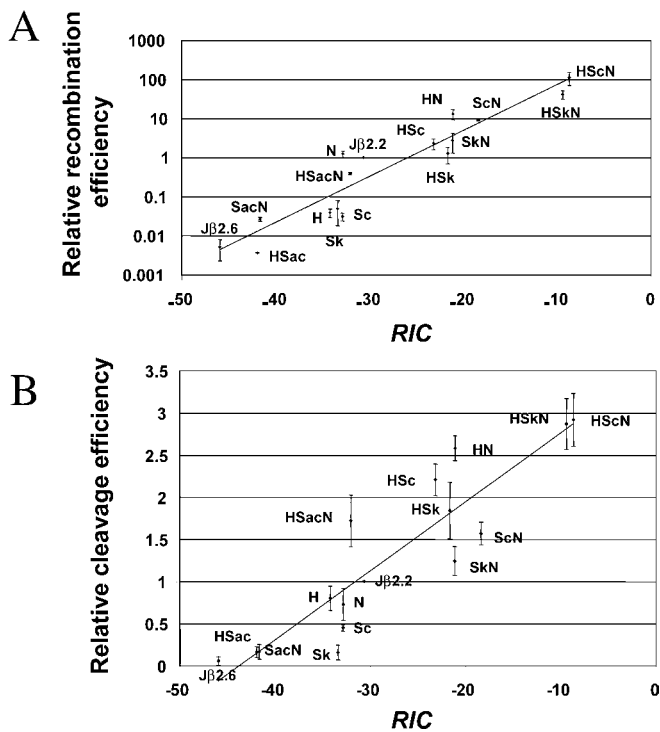 A
Relative recombination efficiency
1000
100
10
1
0.1
0.01
0.001
HScN
HSkN
HN
ScN
HSc
SkN
HSk
N
Jβ2.2
HSacN
SacN
H
Sc
Sk
Jβ2.6
HSac
-50
-40
-30
-20
-10
0
RIC
B
Relative cleavage efficiency
3.5
3
2.5
2
1.5
1
0.5
0
HSkN
HScN
HN
HSc
HSk
HSacN
ScN
SkN
Jβ2.2
H
N
Sc
HSac
SacN
Sk
Jβ2.6
-50
-40
-30
-20
-10
0
RIC